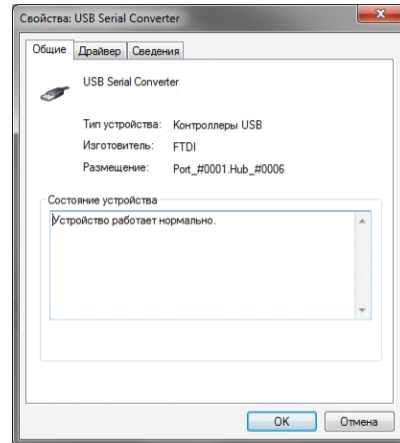 Свойства: USB Serial Converter
Общие Драйвер Сведения
USB Serial Converter
Тип устройства: Контроллеры USB
Изготовитель: FTDI
Размещение: Port_#0001.Hub_#0006
Состояние устройства
Устройство работает нормально.
OK Отмена